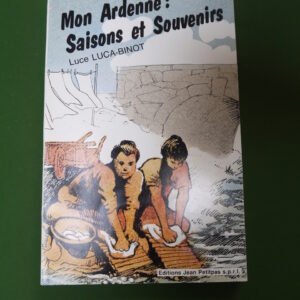 Mon Ardenne :
Saisons et Souvenirs
Luce LUCA-BINOT
Editions Jean Petitpas s.p.r.l.